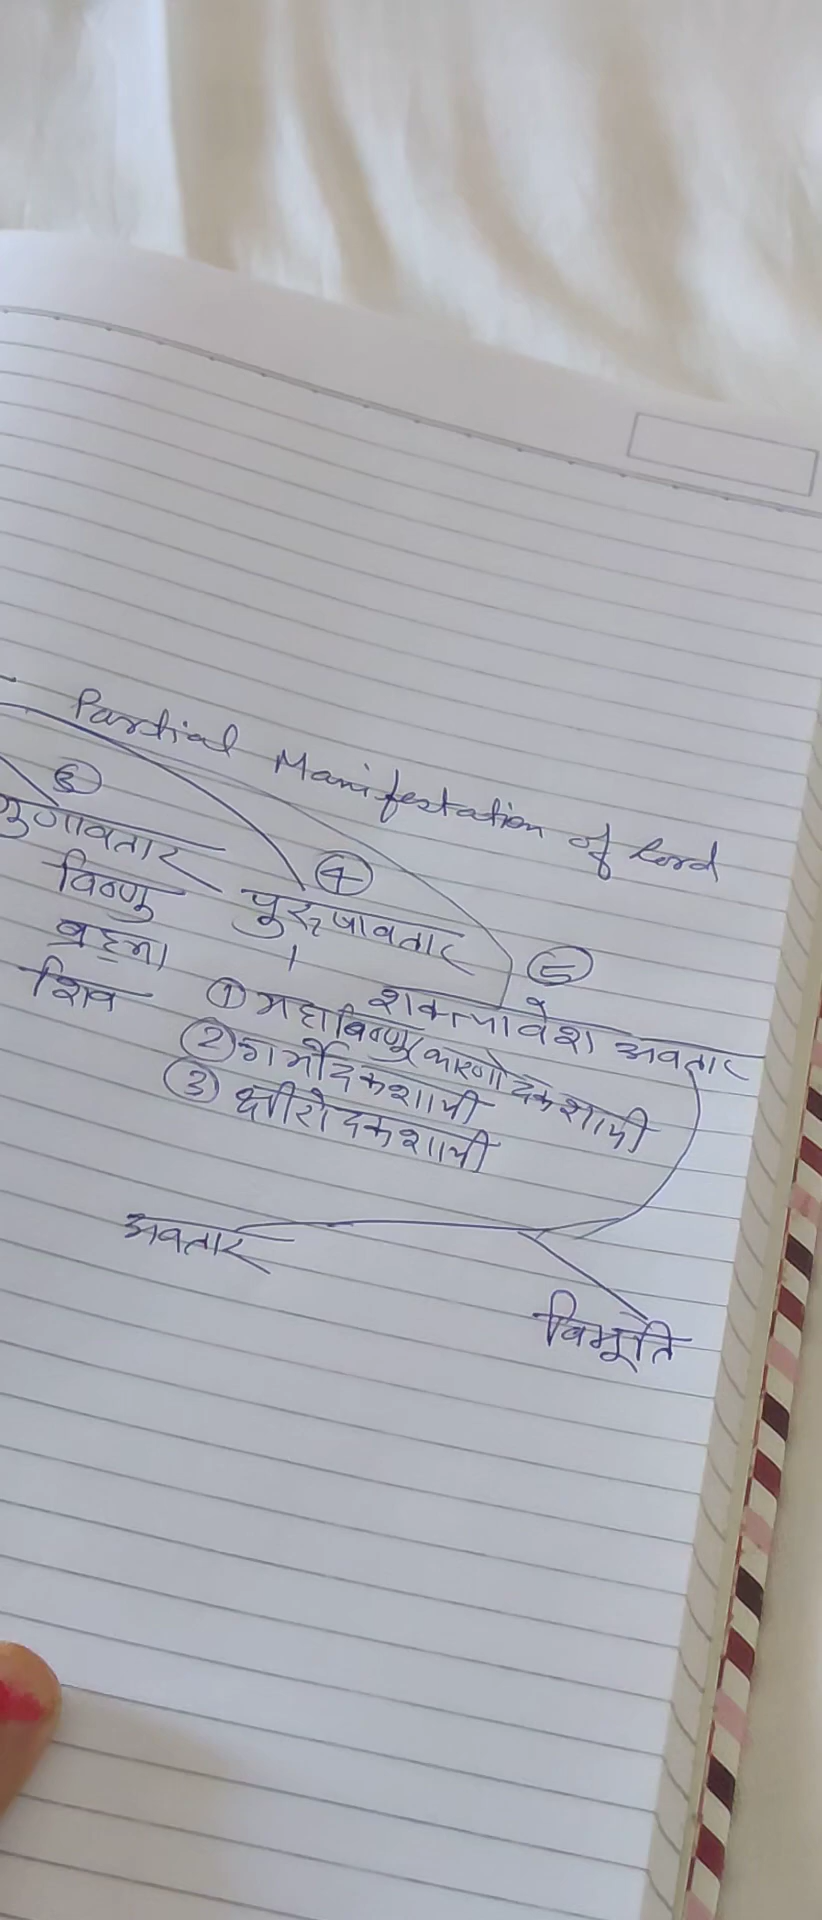 Partial Manifestation of Lord
③
गुणावतार
विष्णु
ब्रह्मा
शिव
④
पुरूषावतार
① महाविष्णु (कारणोदकशायी
② गर्भोदकशायी
③ क्षीरोदकशायी
⑤
शक्त्यावेश अवतार
अवतार
विभूति